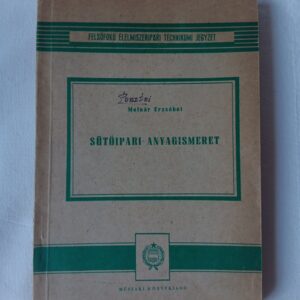 FELSŐFOKÚ ÉLELMISZERIPARI TECHNIKUMI JEGYZET
Molnár Erzsébet
SÜTŐIPARI ANYAGISMERET
MŰSZAKI KÖNYVKIADÓ